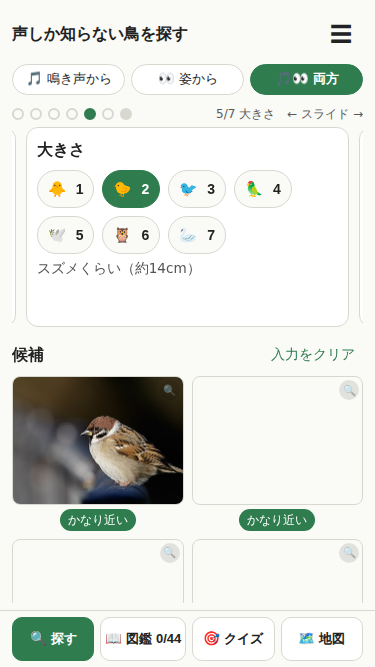 声しか知らない鳥を探す
🎵 鳴き声から 👀 姿から 🎵👀 両方
5/7 大きさ ← スライド →
大きさ
🐥 1 🐤 2 🐦 3 🦜 4
🕊️ 5 🦉 6 🦢 7
スズメくらい（約14cm）
候補 入力をクリア
かなり近い かなり近い
🔍 探す 📖 図鑑 0/44 🎯 クイズ 🗺️ 地図